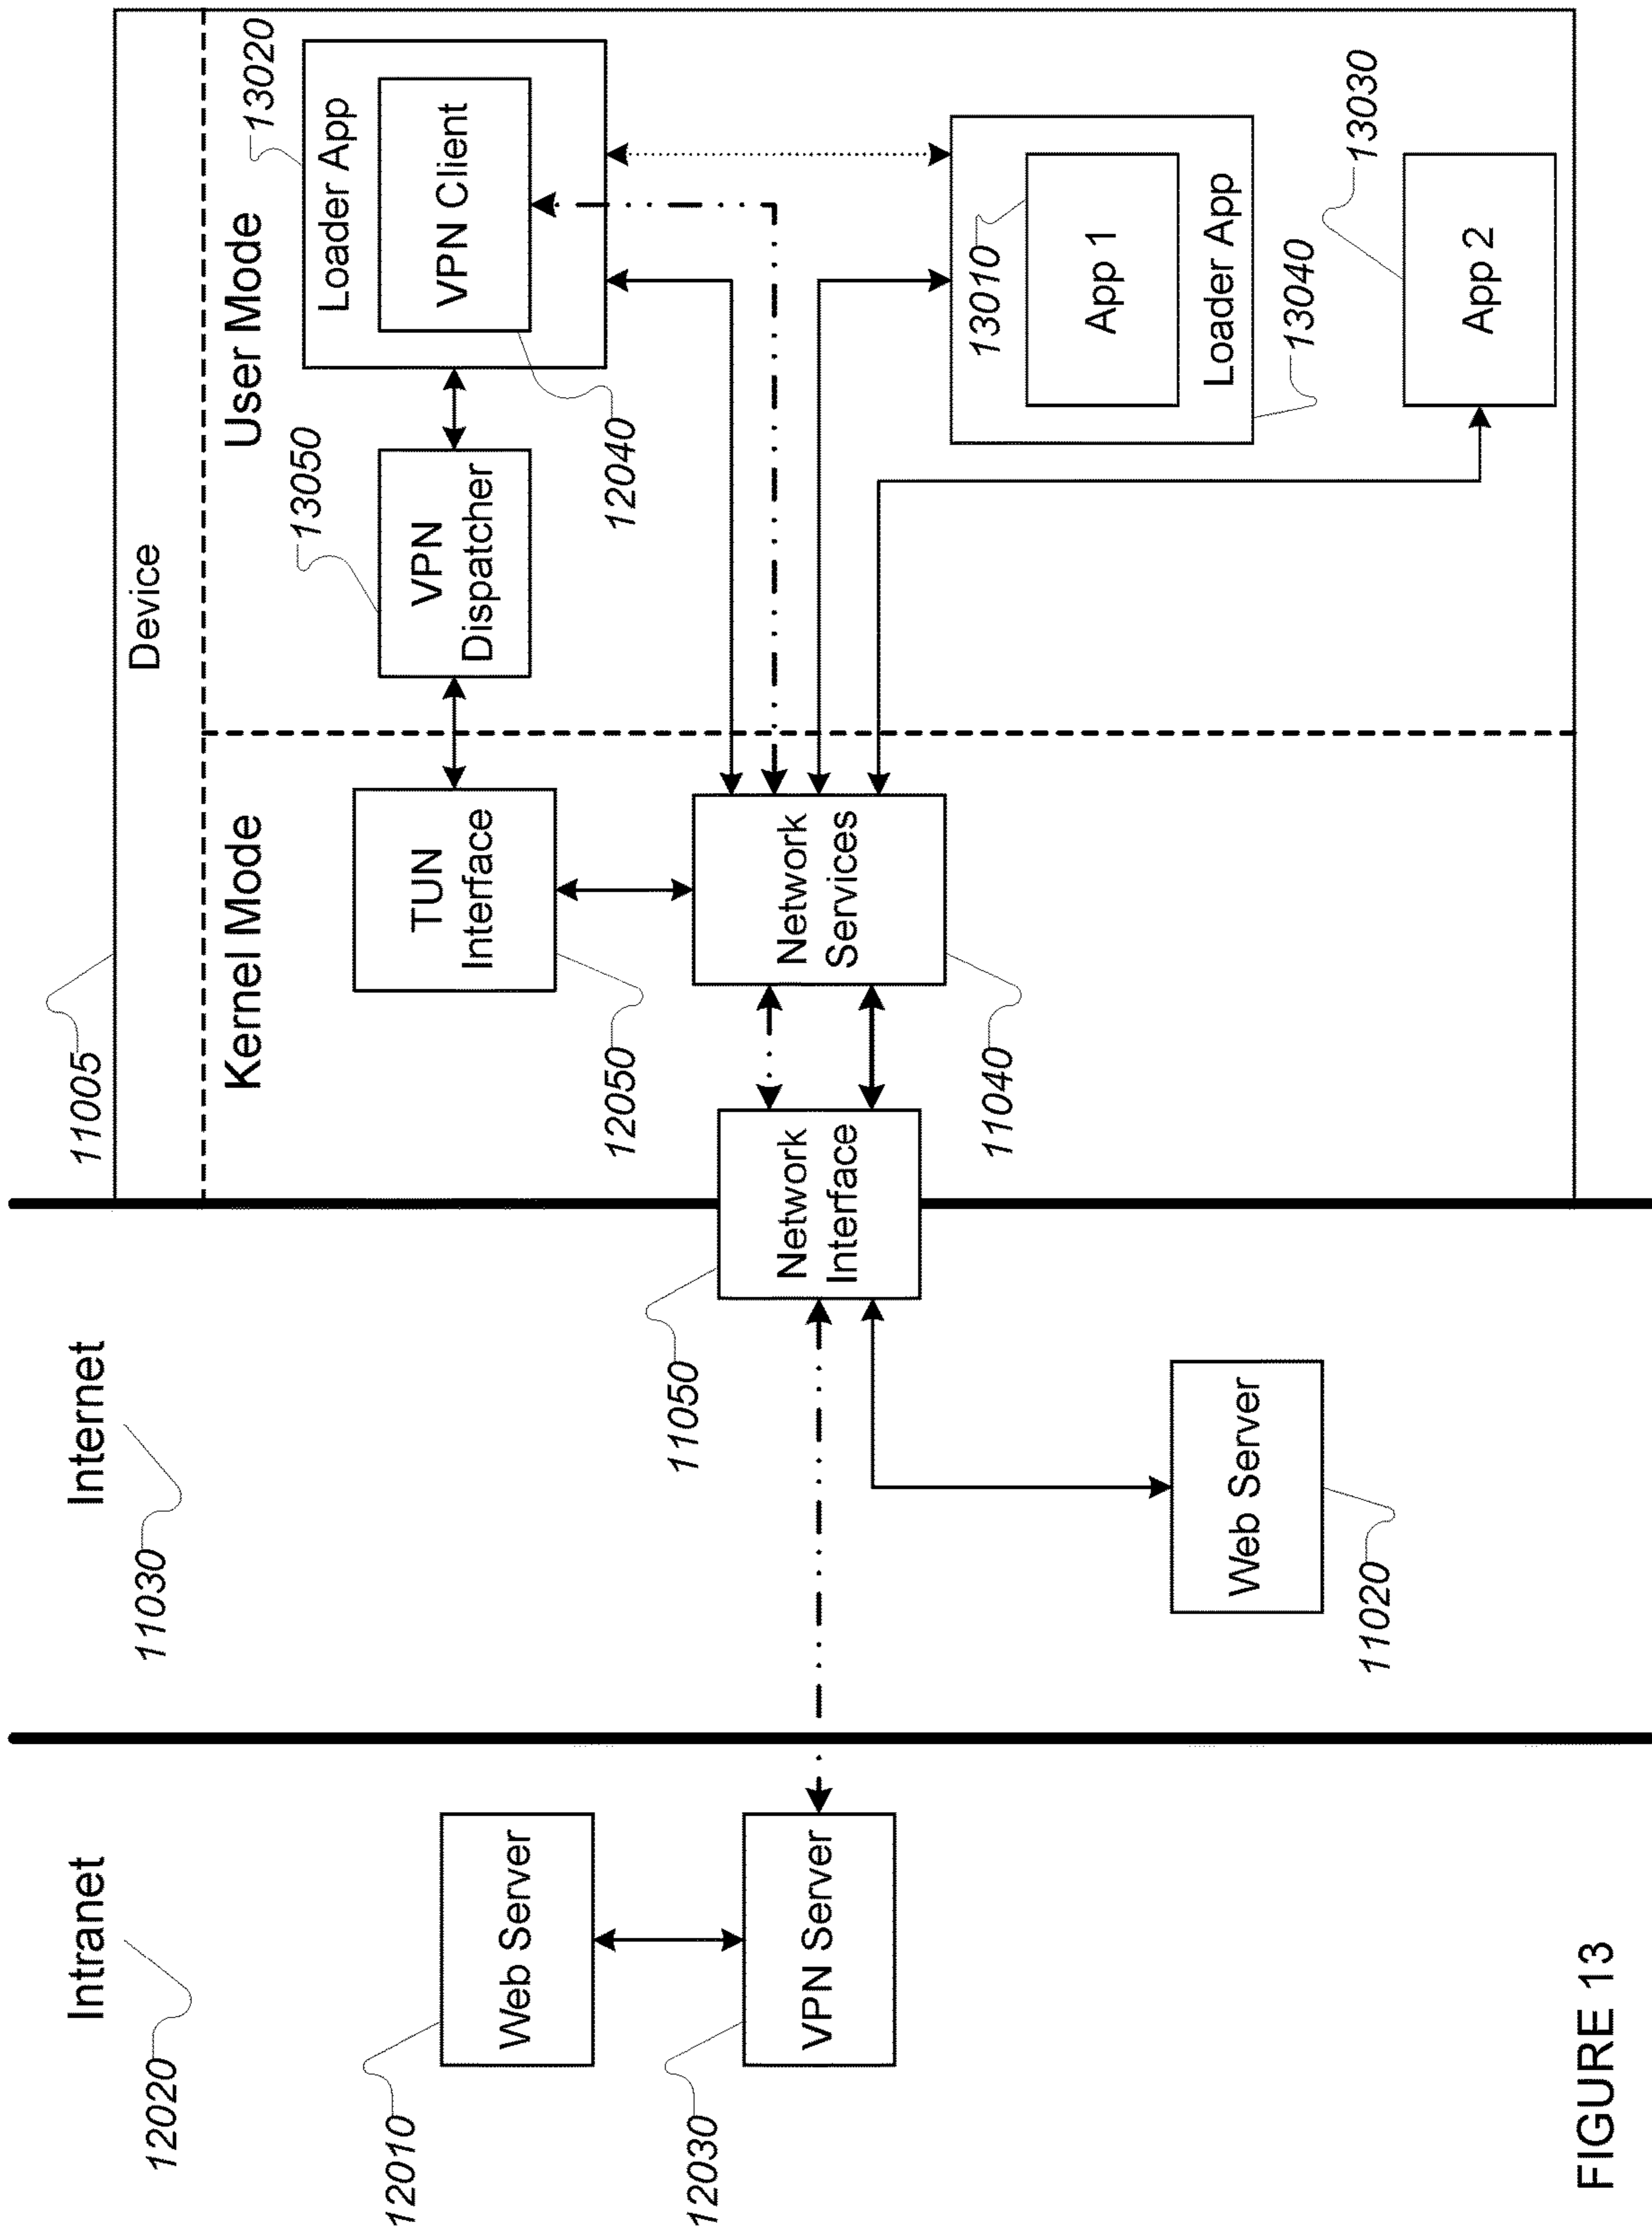 Intranet
12020
Internet
11030
11005
Device
Kernel Mode
User Mode
TUN
Interface
12050
VPN
Dispatcher
13050
Loader App
13020
VPN Client
12040
Web Server
12010
VPN Server
12030
Network
Interface
11050
Network
Services
11040
Web Server
11020
13010
App 1
Loader App
13040
App 2
13030
FIGURE 13